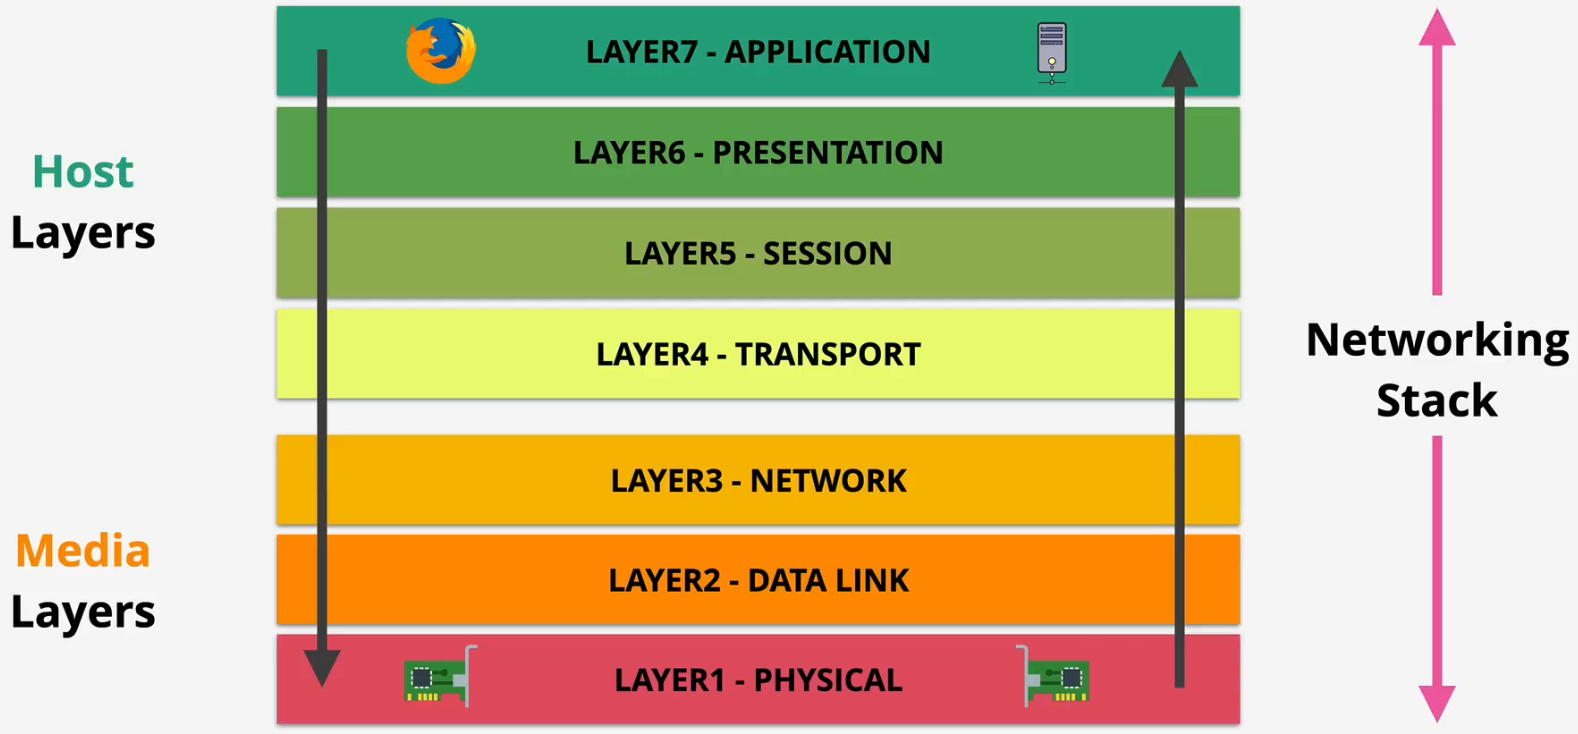 LAYER7 - APPLICATION
LAYER6 - PRESENTATION
Host
Layers
LAYER5 - SESSION
LAYER4 - TRANSPORT
Networking
Stack
LAYER3 - NETWORK
Media
Layers
LAYER2 - DATA LINK
LAYER1 - PHYSICAL